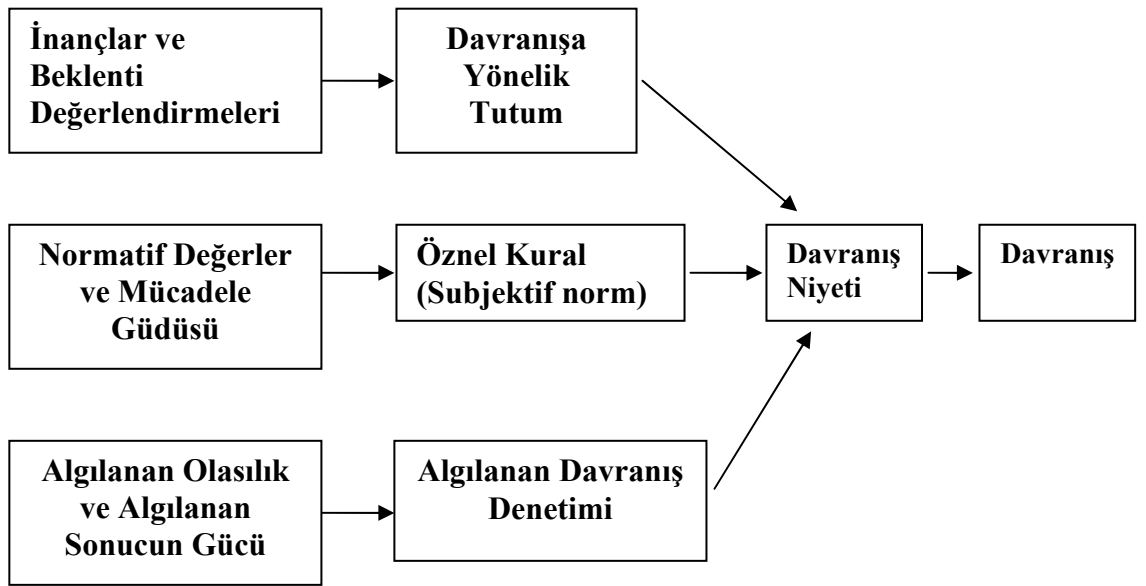 İnançlar ve
Beklenti
Değerlendirmeleri
Davranışa
Yönelik
Tutum
Normatif Değerler
ve Mücadele
Güdüsü
Öznel Kural
(Subjektif norm)
Davranış
Niyeti
Davranış
Algılanan Olasılık
ve Algılanan
Sonucun Gücü
Algılanan Davranış
Denetimi